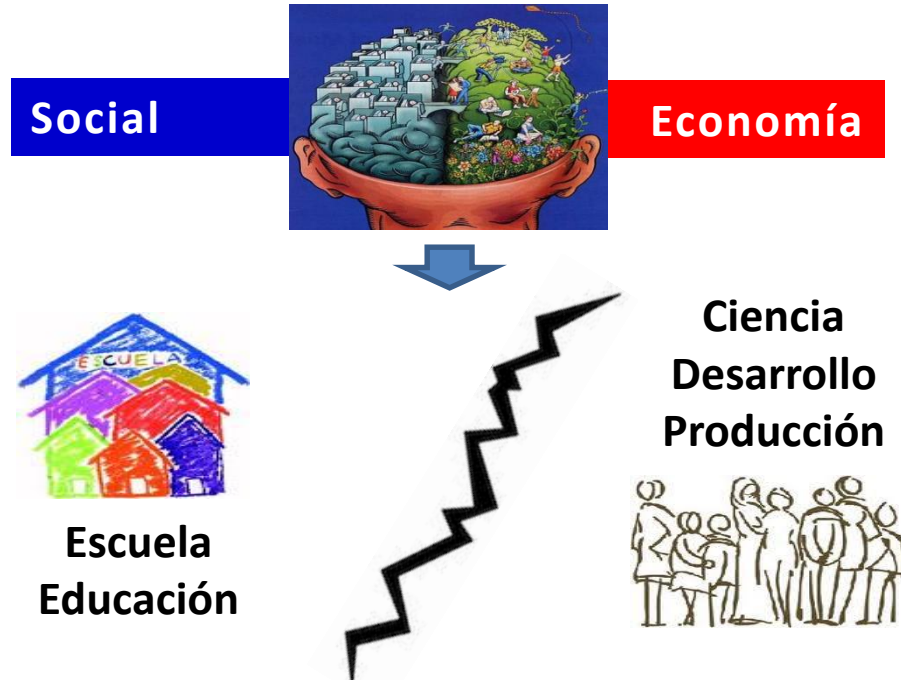 Social
Economía
ESCUELA
Ciencia
Desarrollo
Producción
Escuela
Educación